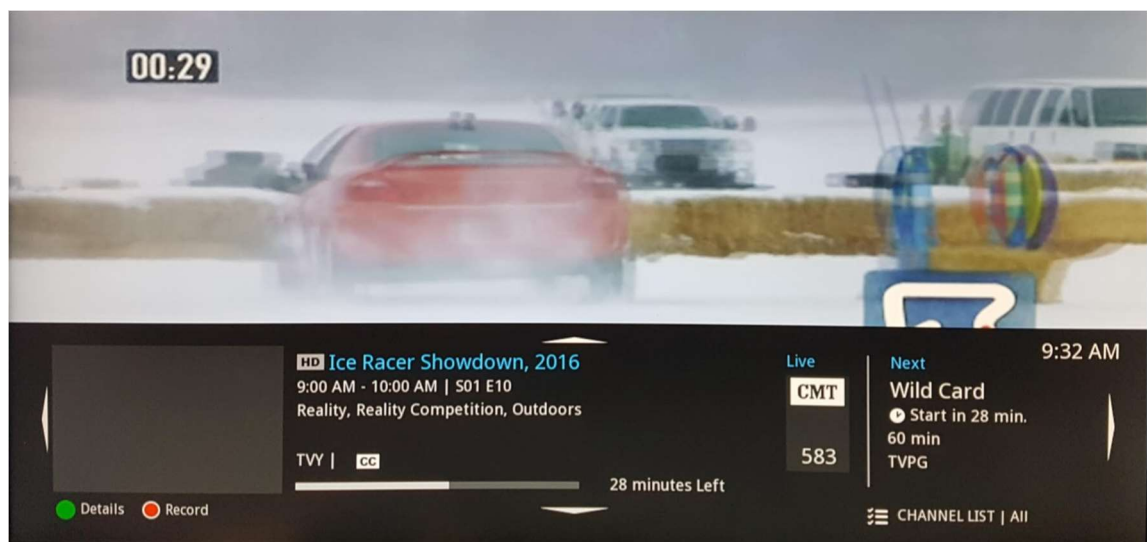 00:29
HD Ice Racer Showdown, 2016
9:00 AM - 10:00 AM | S01 E10
Reality, Reality Competition, Outdoors
TVY | CC
28 minutes Left
Details
Record
Live
CMT
583
9:32 AM
Next
Wild Card
Start in 28 min.
60 min
TVPG
CHANNEL LIST | All